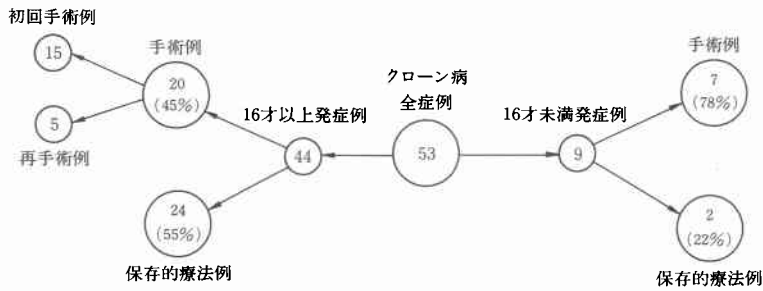 初回手術例
15
手術例
20
(45%)
5
再手術例
16才以上発症例
44
24
(55%)
保存的療法例
クローン病
全症例
53
16才未満発症例
9
手術例
7
(78%)
2
(22%)
保存的療法例